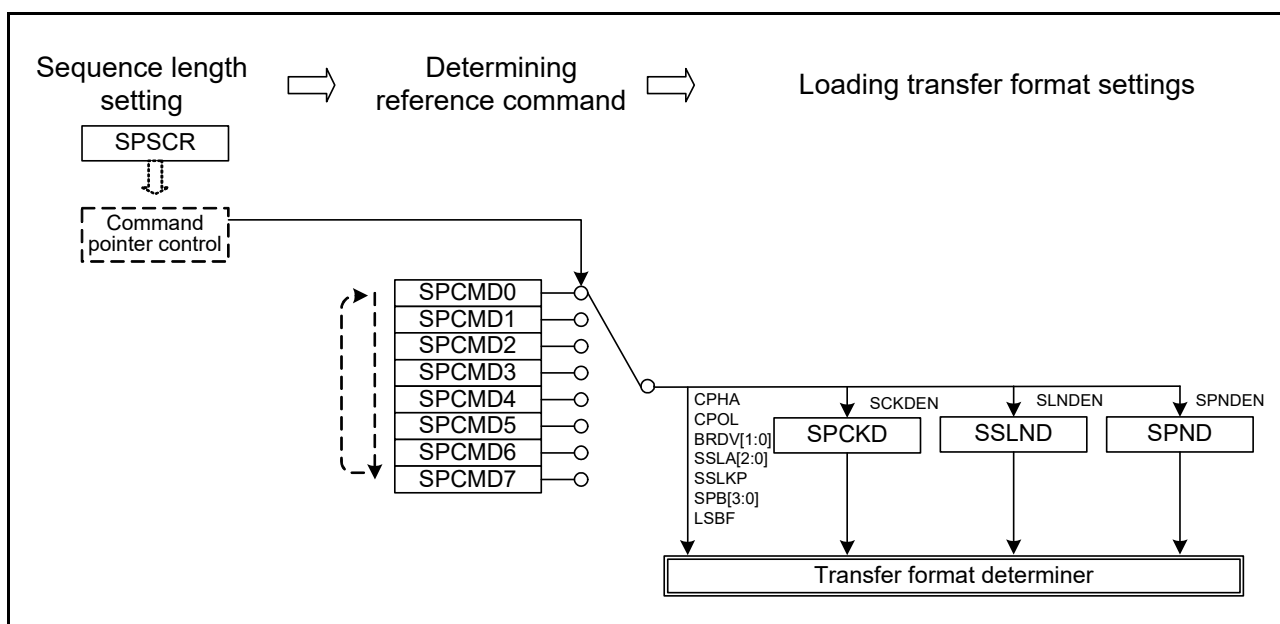 Sequence length
setting
Determining
reference command
Loading transfer format settings
SPSCR
Command
pointer control
SPCMD0
SPCMD1
SPCMD2
SPCMD3
SPCMD4
SPCMD5
SPCMD6
SPCMD7
CPHA
CPOL
BRDV[1:0]
SSLA[2:0]
SSLKP
SPB[3:0]
LSBF
SCKDEN
SPCKD
SLNDEN
SSLND
SPNDEN
SPND
Transfer format determiner